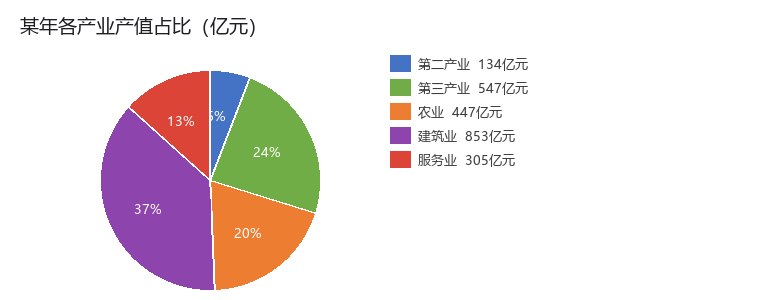 某年各产业产值占比（亿元）
第二产业 134亿元
第三产业 547亿元
农业 447亿元
建筑业 853亿元
服务业 305亿元
13%
24%
37%
20%